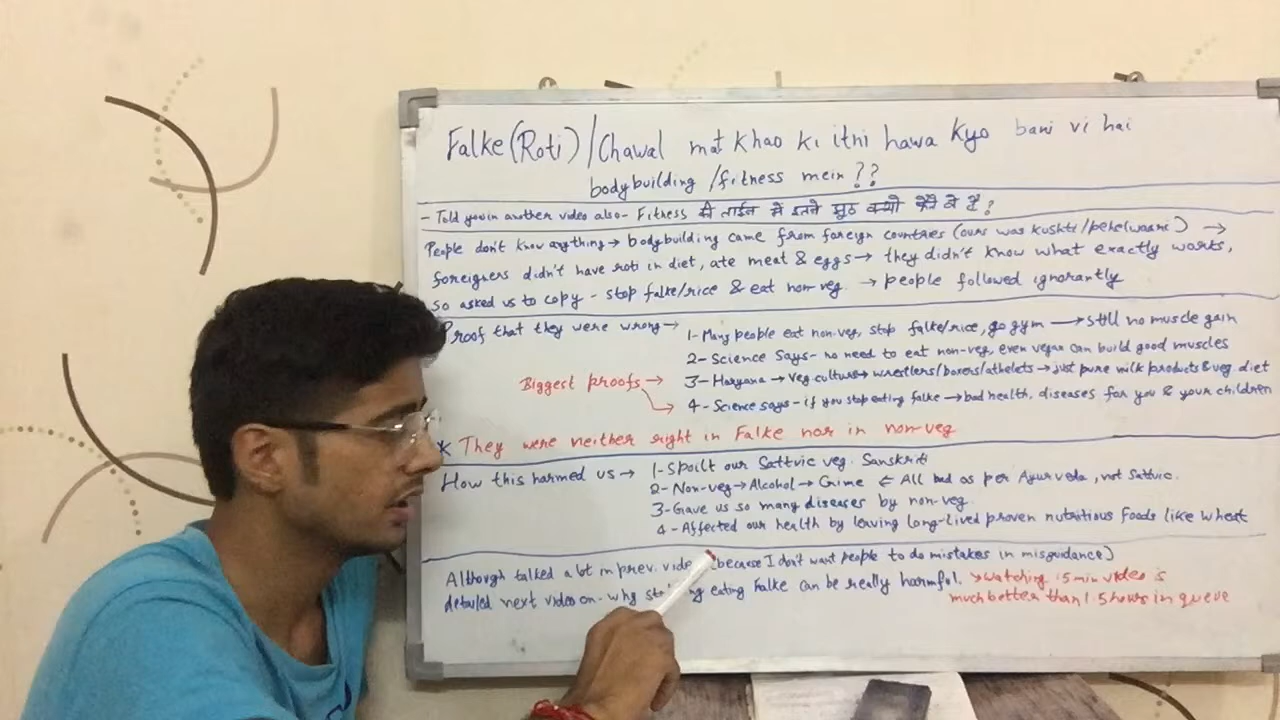 Falke(Roti)/Chawal mat khao ki itni hawa kyo bani vi hai
bodybuilding/fitness mein??
- Told you in another video also - Fitness की लाईन में इतने झूठ क्यों
People don't know anything → bodybuilding came from foreign countries (ours was kushti/pehelwaani) →
foreigners didn't have roti in diet, ate meat & eggs → they didn't know what exactly works,
so asked us to copy - stop falke/rice & eat non-veg. → people followed ignorantly
Proof that they were wrong → 1- Many people eat non-veg, stop falke/rice, go gym → still no muscle gain
2- Science says - no need to eat non-veg, even vegan can build good muscles
Biggest proofs → 3- Haryana → veg. culture → wrestlers/boxers/athelets → just pure milk products & veg. diet
4- Science says - if you stop eating falke → bad health, diseases for you & your children
* They were neither right in Falke nor in non-veg
How this harmed us → 1- Spoilt our Sattvic veg. Sanskriti
2- Non-veg → Alcohol → Crime ⇐ All bad as per Ayurveda, not Sattvic.
3- Gave us so many diseases by non-veg.
4- Affected our health by leaving long-lived proven nutritious foods like wheat
Although talked a lot in prev. video (because I don't want people to do mistakes in misguidance)
detailed next video on - why eating Falke can be really harmful. → watching 15 min video is
much better than 1.5 hours in queue